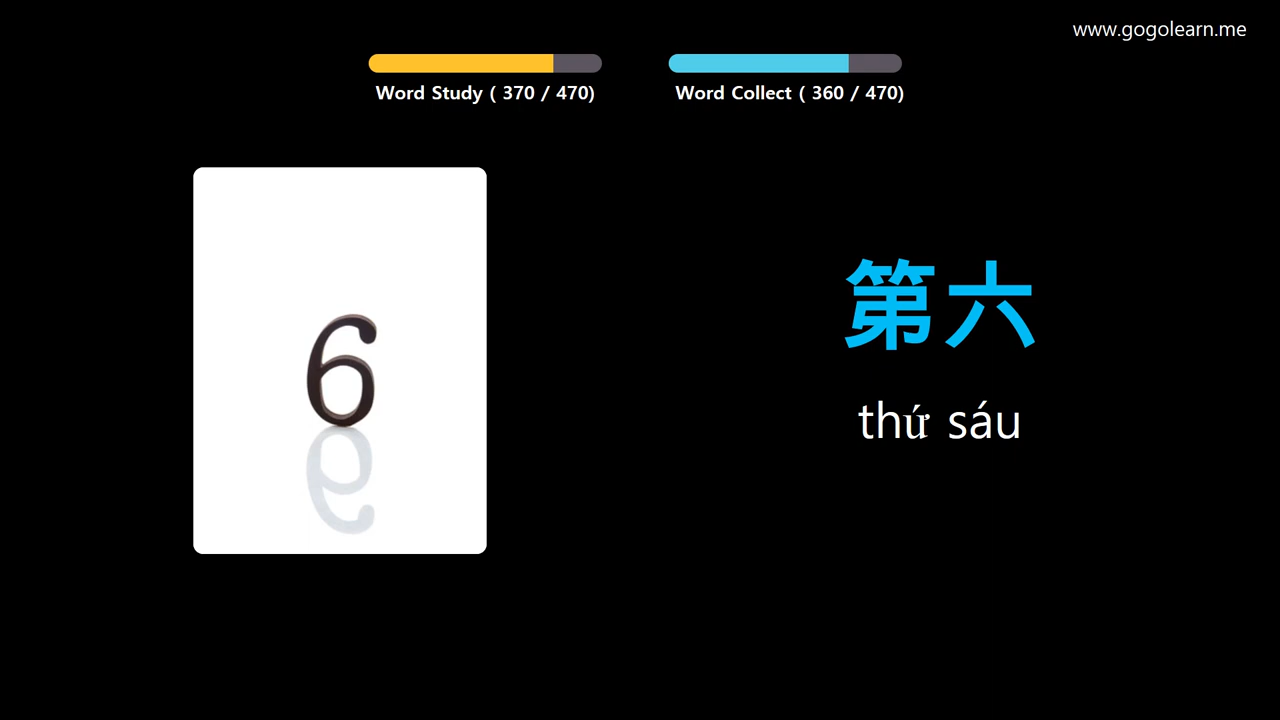 www.gogolearn.me
Word Study ( 370 / 470)
Word Collect ( 360 / 470)
6
第六
thứ sáu